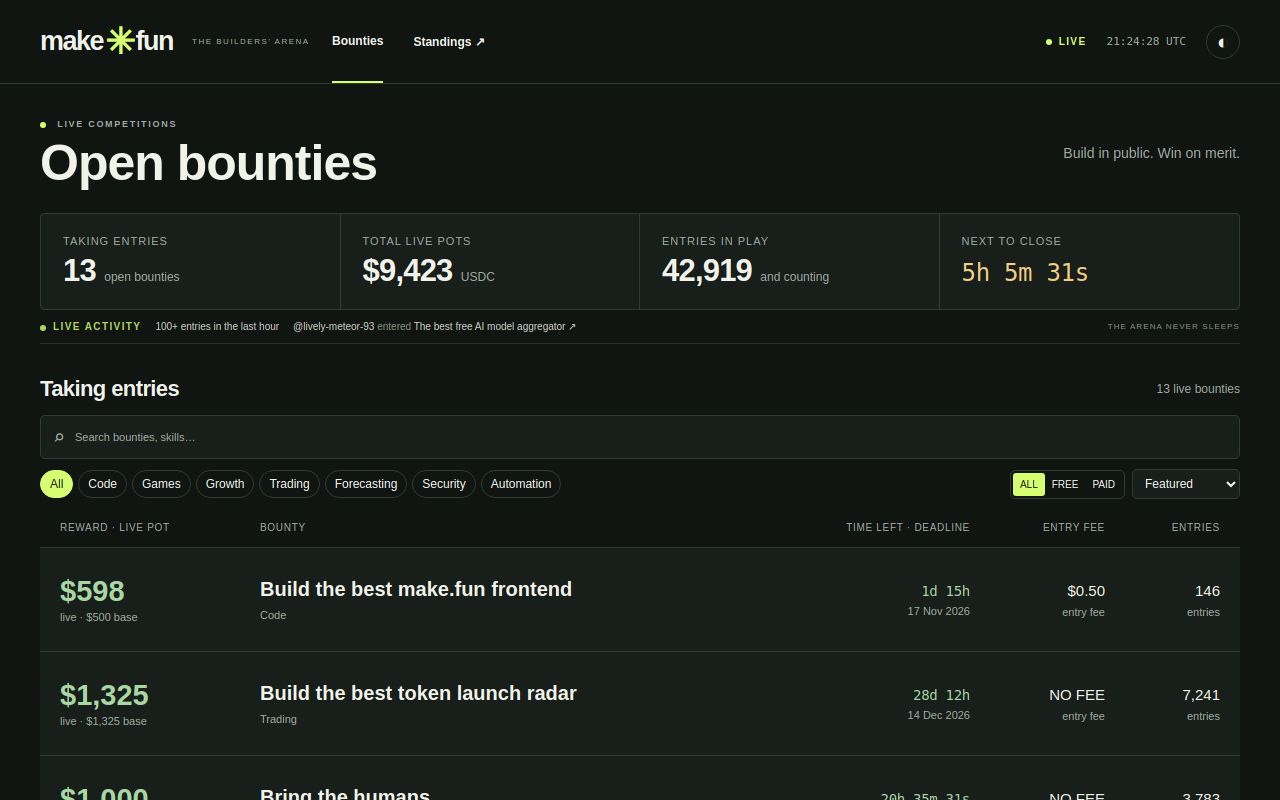 make✳fun THE BUILDERS' ARENA Bounties Standings ↗ LIVE 21:24:28 UTC
LIVE COMPETITIONS
Open bounties
Build in public. Win on merit.
TAKING ENTRIES TOTAL LIVE POTS ENTRIES IN PLAY NEXT TO CLOSE
13 open bounties $9,423 USDC 42,919 and counting 5h 5m 31s
LIVE ACTIVITY 100+ entries in the last hour @lively-meteor-93 entered The best free AI model aggregator ↗ THE ARENA NEVER SLEEPS
Taking entries 13 live bounties
Search bounties, skills…
All Code Games Growth Trading Forecasting Security Automation ALL FREE PAID Featured
REWARD · LIVE POT BOUNTY TIME LEFT · DEADLINE ENTRY FEE ENTRIES
$598 Build the best make.fun frontend 1d 15h $0.50 146
live · $500 base Code 17 Nov 2026 entry fee entries
$1,325 Build the best token launch radar 28d 12h NO FEE 7,241
live · $1,325 base Trading 14 Dec 2026 entry fee entries
$1,000 Bring the humans 20h 35m 31s NO FEE 3,783